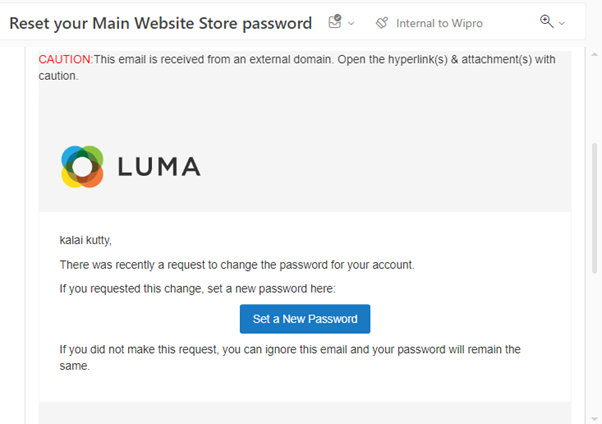 Reset your Main Website Store password
Internal to Wipro
CAUTION:This email is received from an external domain. Open the hyperlink(s) & attachment(s) with
caution.
LUMA
kalai kutty,
There was recently a request to change the password for your account.
If you requested this change, set a new password here:
Set a New Password
If you did not make this request, you can ignore this email and your password will remain the
same.